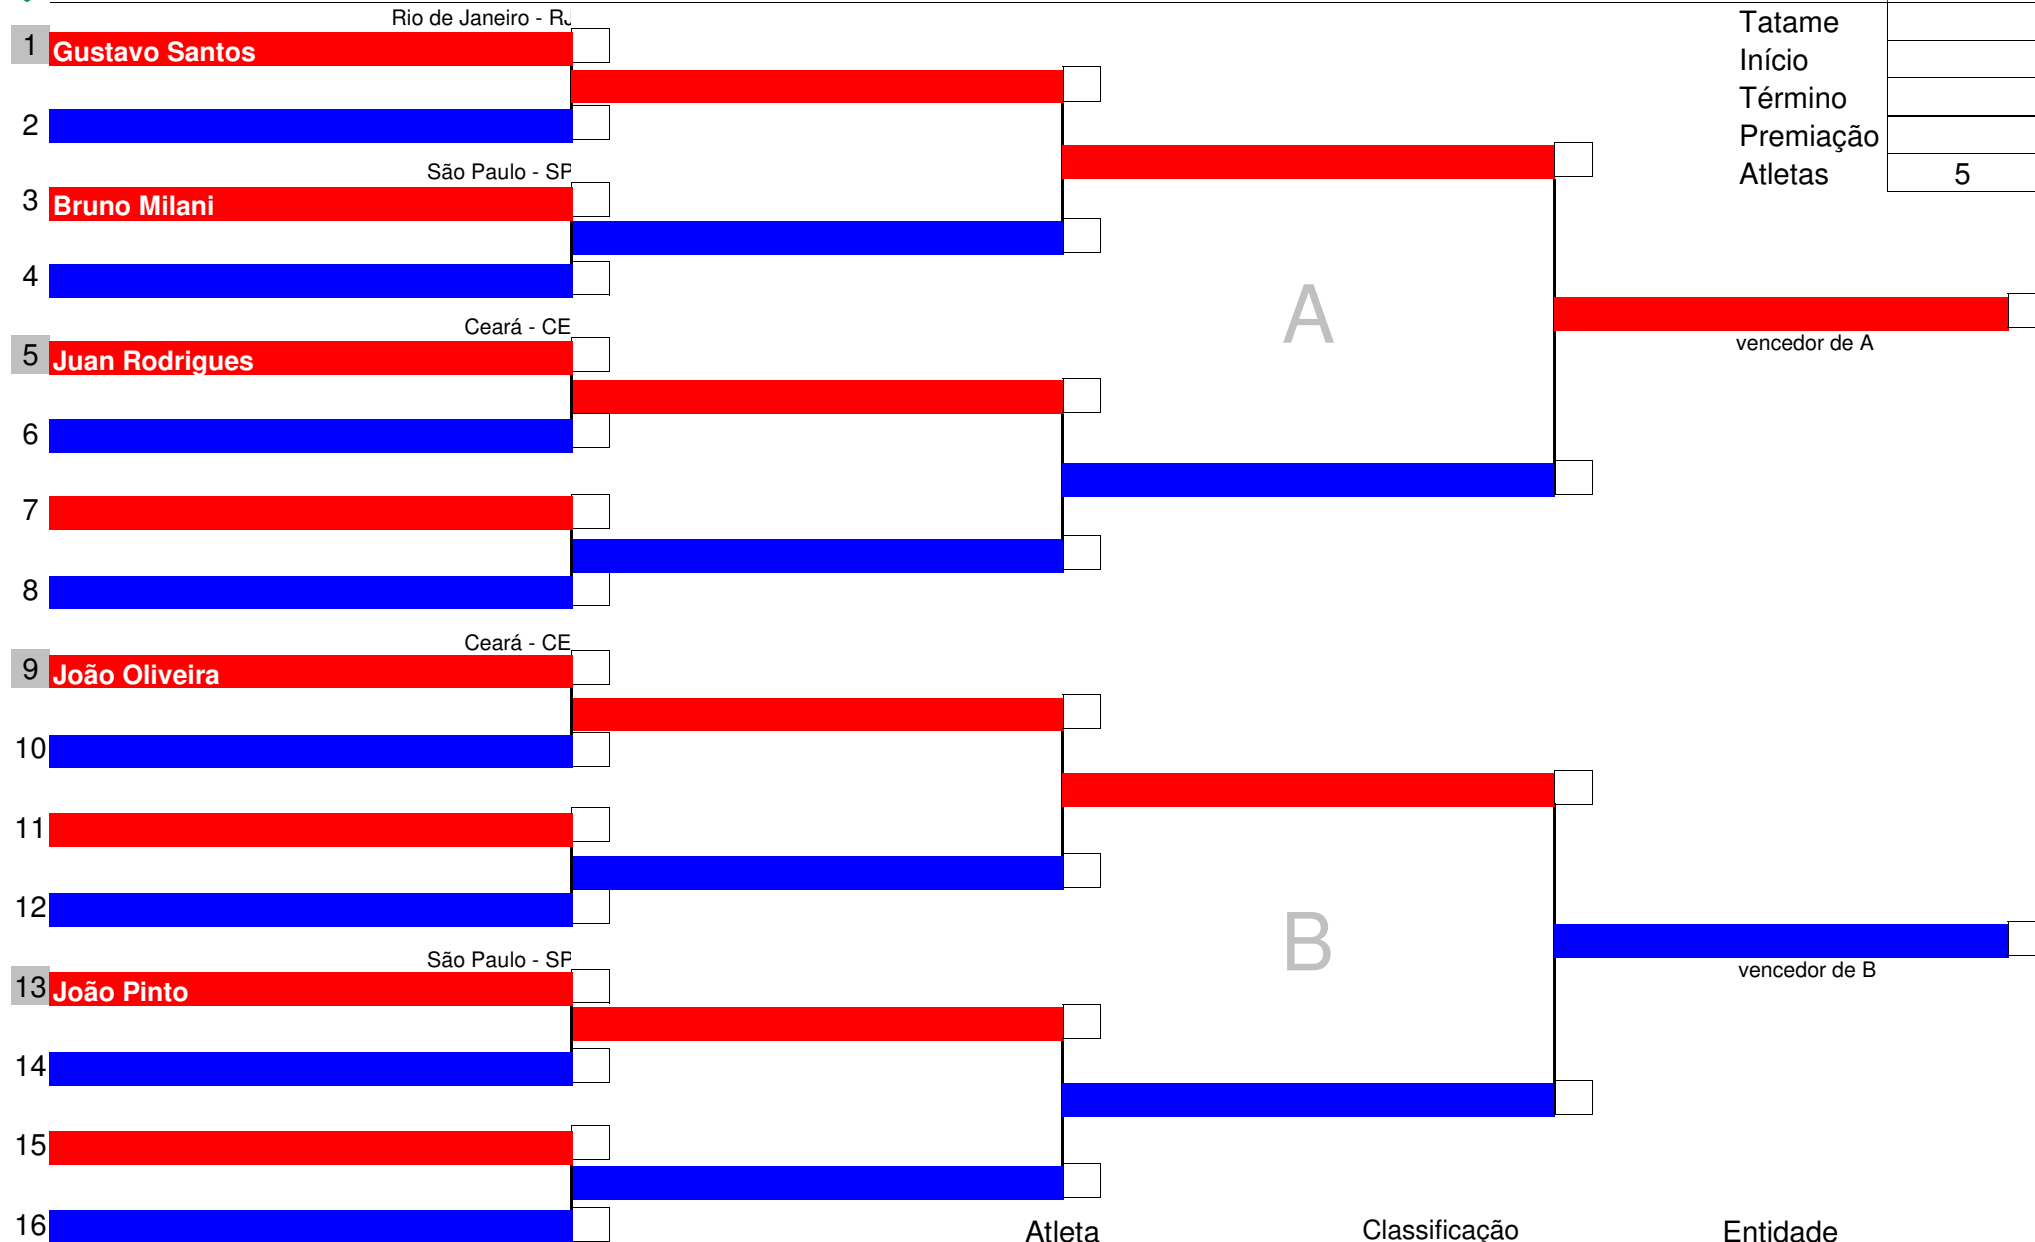 Rio de Janeiro - RJ
1 Gustavo Santos
2
São Paulo - SP
3 Bruno Milani
4
Ceará - CE
5 Juan Rodrigues
6
7
8
Ceará - CE
9 João Oliveira
10
11
12
São Paulo - SP
13 João Pinto
14
15
16
A
B
vencedor de A
vencedor de B
Tatame
Início
Término
Premiação
Atletas 5
Atleta Classificação Entidade